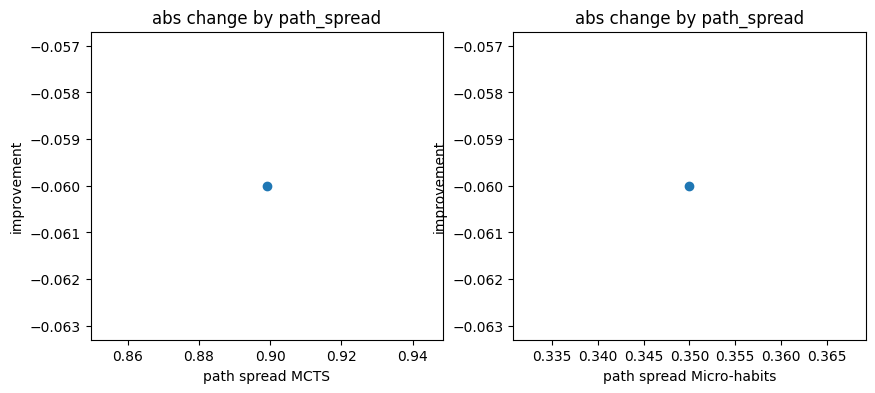 abs change by path_spread
−0.057
−0.058
−0.059
−0.060
−0.061
−0.062
−0.063
improvement
0.86 0.88 0.90 0.92 0.94
path spread MCTS
abs change by path_spread
−0.057
−0.058
−0.059
−0.060
−0.061
−0.062
−0.063
improvement
0.335 0.340 0.345 0.350 0.355 0.360 0.365
path spread Micro-habits